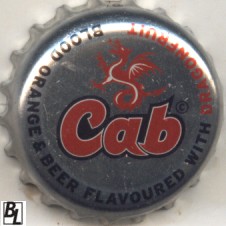 Cab
©
BLOOD ORANGE & BEER FLAVOURED WITH DRAGONFRUIT
BL